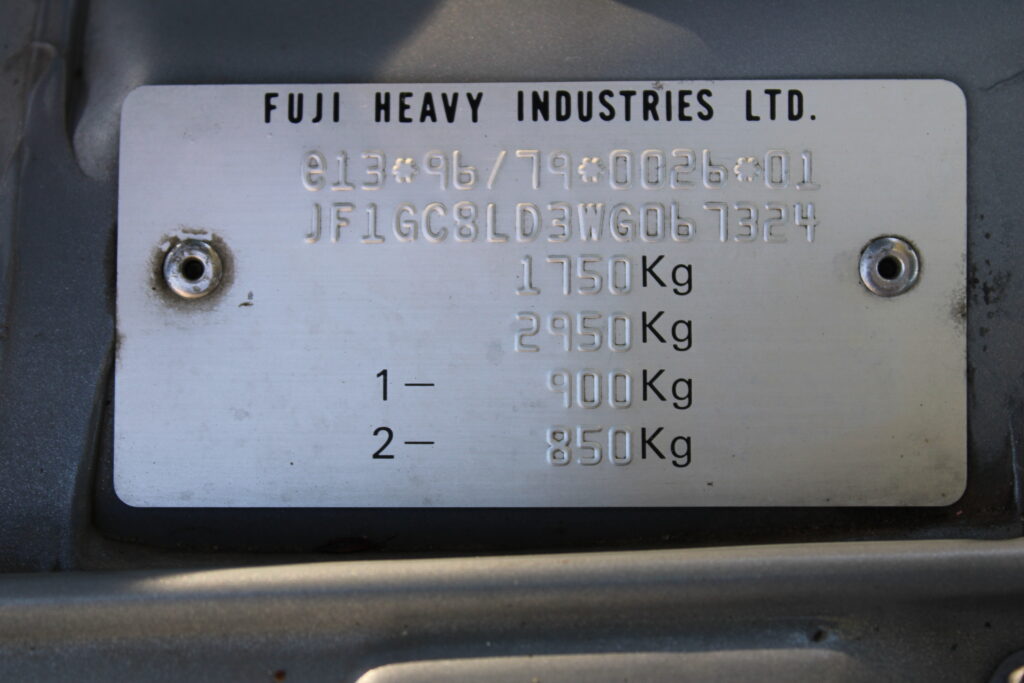 FUJI HEAVY INDUSTRIES LTD.
e13*96/79*0026*01
JF1GC8LD3WG067324
1750Kg
2950Kg
1- 900Kg
2- 850Kg